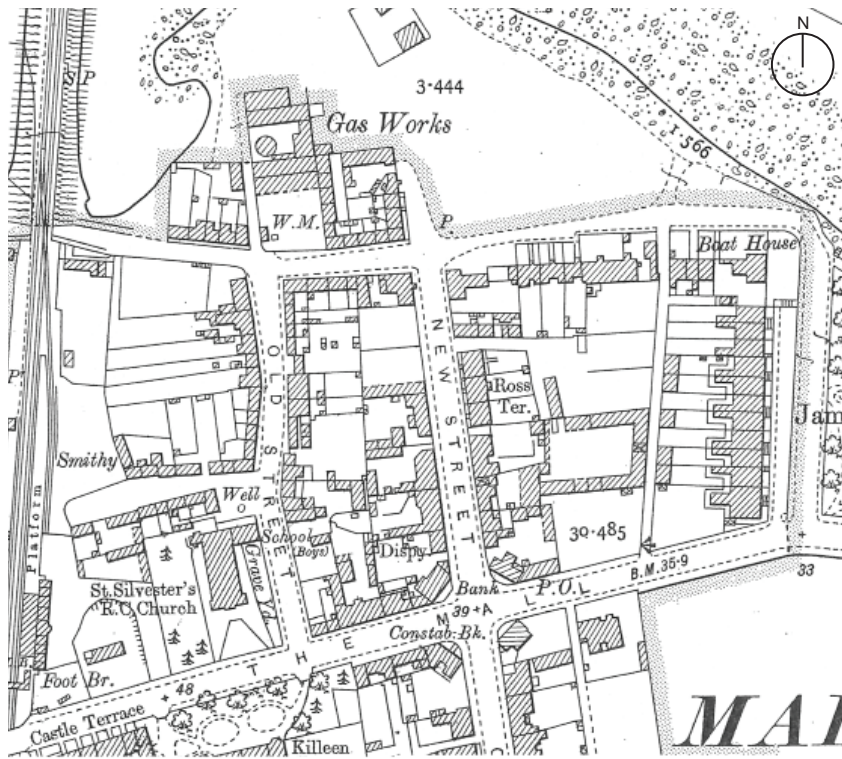 N
S.P.
3·444
Gas Works
1·566
W.M.
P.
Boat House
OLD STREET
NEW STREET
Ross
Ter.
Jam
Smithy
Well
School
(Boys)
Dispy.
30·485
Platform
Grave Yd.
St. Silvester's
R.C. Church
Bank
P.O.
B.M. 35·9
33
39
THE MALL
Constab. Bk.
Foot Br.
48
Castle Terrace
Killeen
MAL